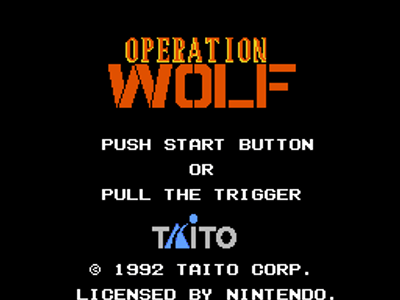 OPERATION
WOLF
PUSH START BUTTON
OR
PULL THE TRIGGER
TAITO
© 1992 TAITO CORP.
LICENSED BY NINTENDO.